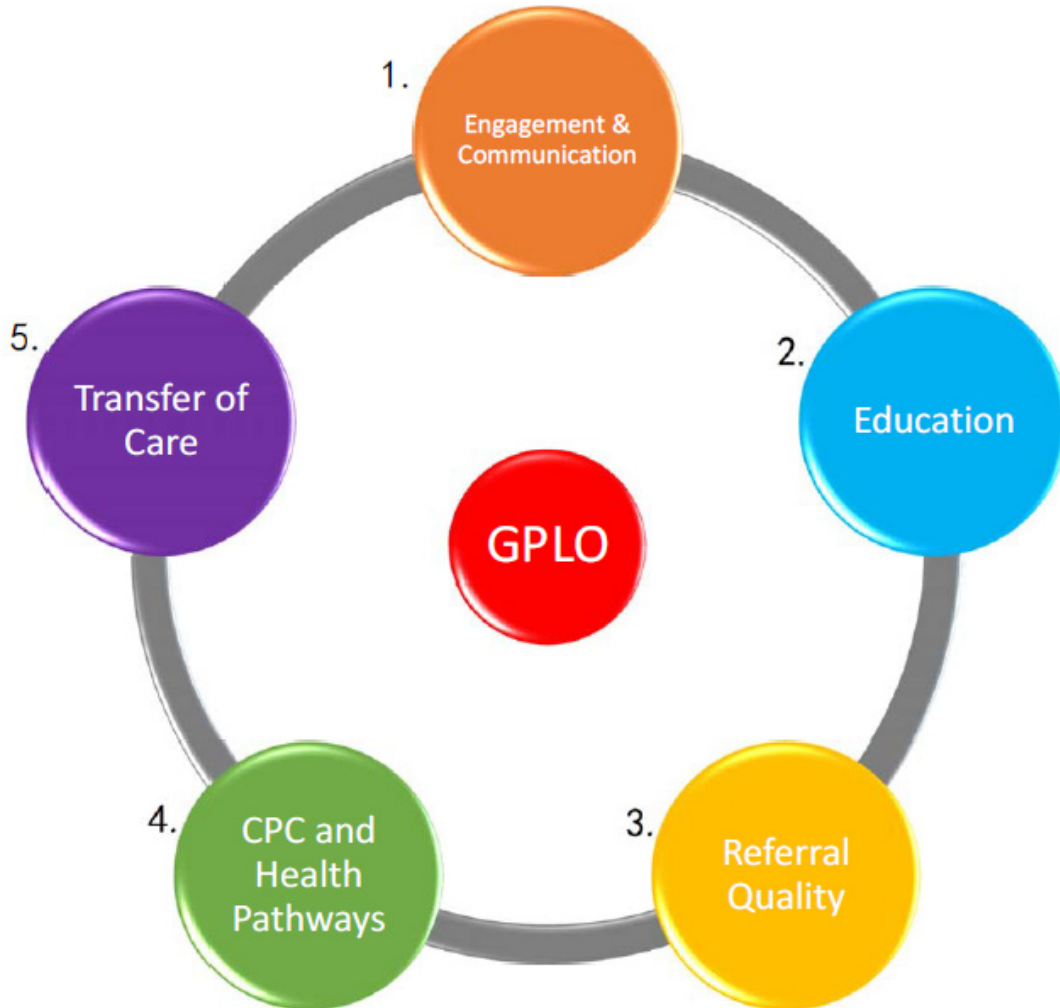 1.
Engagement &
Communication
2.
Education
3.
Referral
Quality
4.
CPC and
Health
Pathways
5.
Transfer of
Care
GPLO